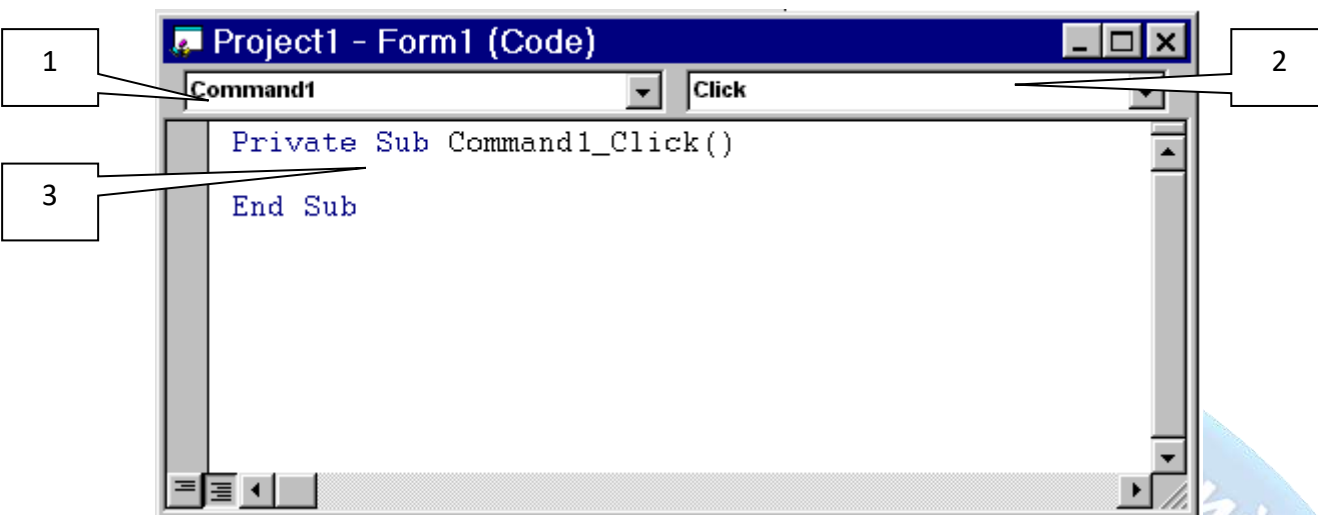 Project1 - Form1 (Code)
1
2
Command1
Click
Private Sub Command1_Click()
3
End Sub